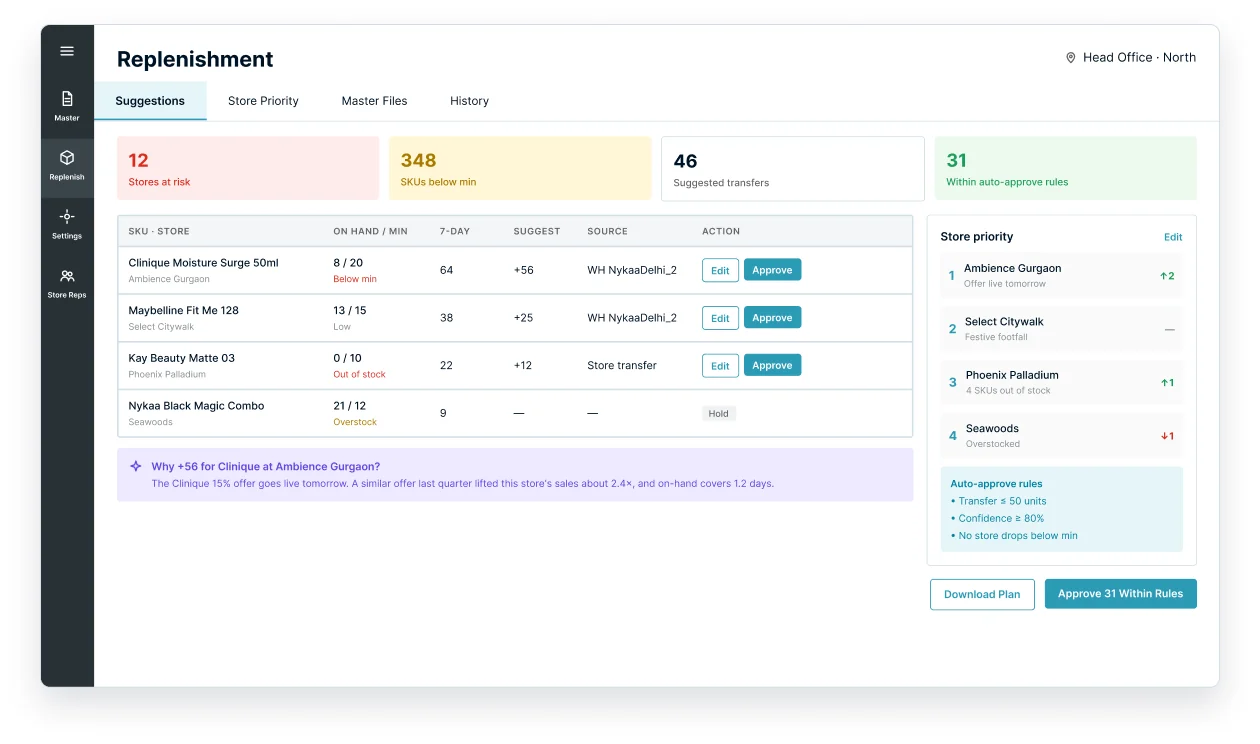 Replenishment
Head Office · North
Master
Replenish
Settings
Store Reps
Suggestions
Store Priority
Master Files
History
12
Stores at risk
348
SKUs below min
46
Suggested transfers
31
Within auto-approve rules
SKU · STORE ON HAND / MIN 7-DAY SUGGEST SOURCE ACTION
Clinique Moisture Surge 50ml 8 / 20 64 +56 WH NykaaDelhi_2 Edit Approve
Ambience Gurgaon Below min
Maybelline Fit Me 128 13 / 15 38 +25 WH NykaaDelhi_2 Edit Approve
Select Citywalk Low
Kay Beauty Matte 03 0 / 10 22 +12 Store transfer Edit Approve
Phoenix Palladium Out of stock
Nykaa Black Magic Combo 21 / 12 9 — — Hold
Seawoods Overstock
Why +56 for Clinique at Ambience Gurgaon?
The Clinique 15% offer goes live tomorrow. A similar offer last quarter lifted this store's sales about 2.4×, and on-hand covers 1.2 days.
Store priority Edit
1 Ambience Gurgaon ↑2
Offer live tomorrow
2 Select Citywalk —
Festive footfall
3 Phoenix Palladium ↑1
4 SKUs out of stock
4 Seawoods ↓1
Overstocked
Auto-approve rules
• Transfer ≤ 50 units
• Confidence ≥ 80%
• No store drops below min
Download Plan
Approve 31 Within Rules